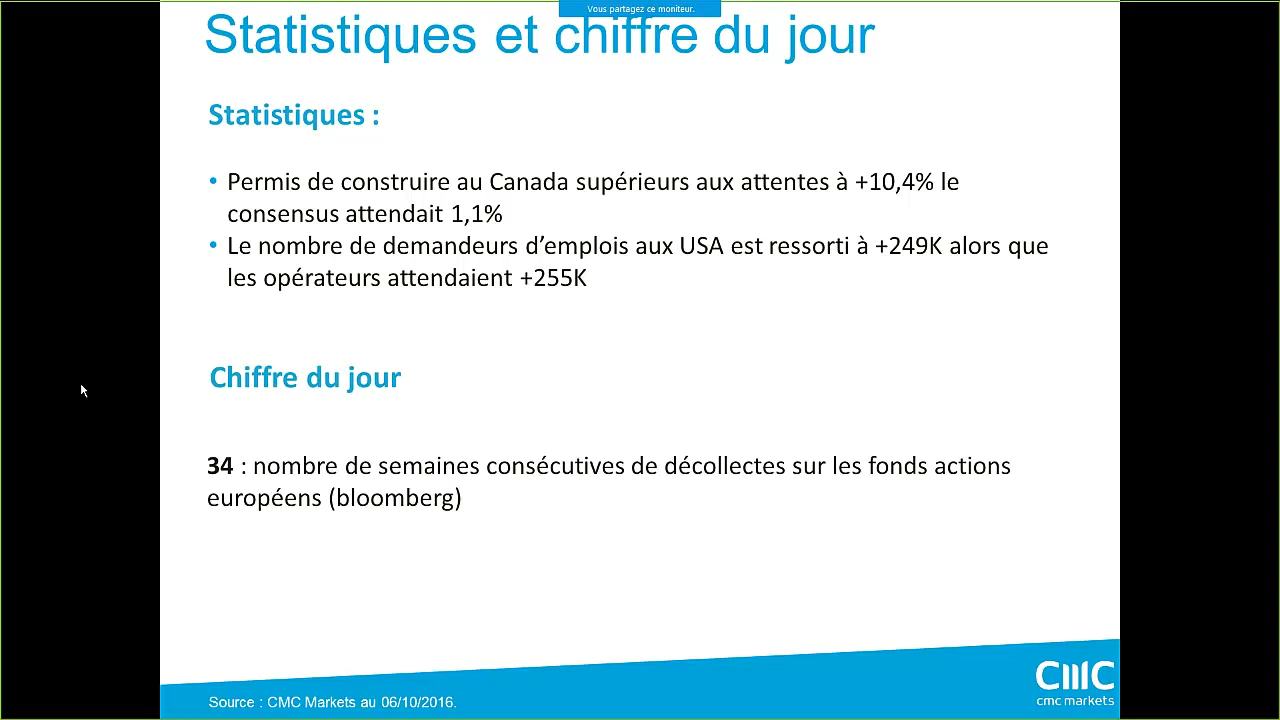 Vous partagez ce moniteur.
Statistiques et chiffre du jour
Statistiques :
• Permis de construire au Canada supérieurs aux attentes à +10,4% le
consensus attendait 1,1%
• Le nombre de demandeurs d’emplois aux USA est ressorti à +249K alors que
les opérateurs attendaient +255K
Chiffre du jour
34 : nombre de semaines consécutives de décollectes sur les fonds actions
européens (bloomberg)
CMC
cmc markets
Source : CMC Markets au 06/10/2016.